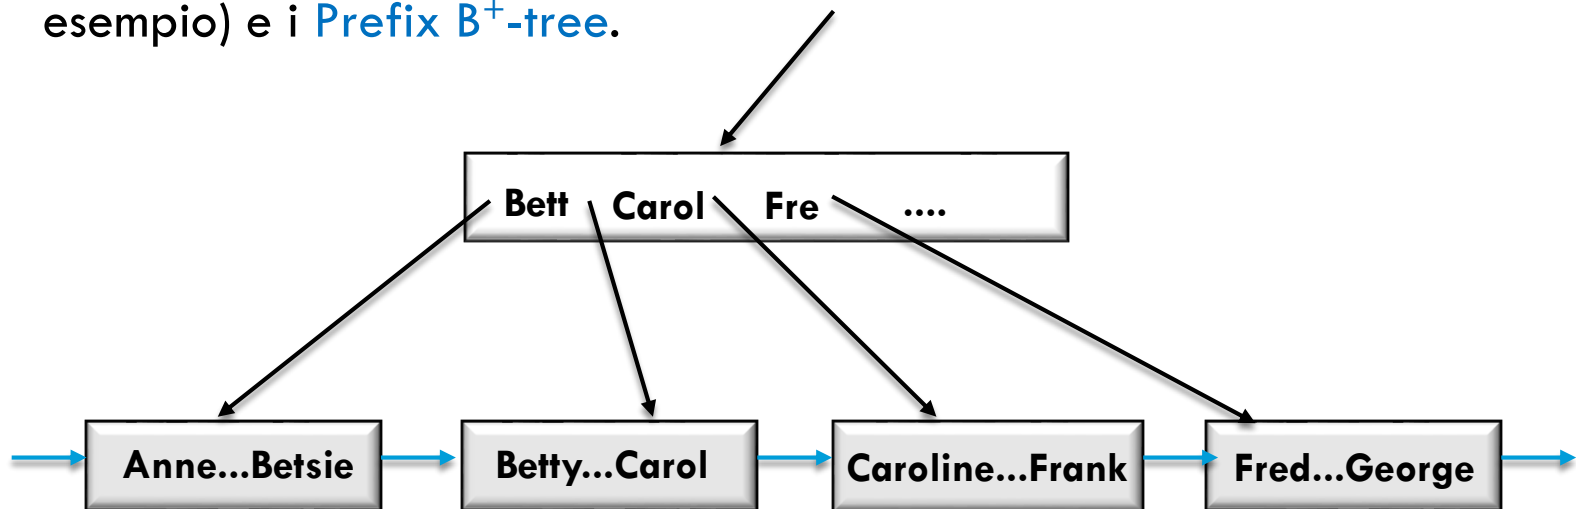 esempio) e i Prefix B⁺-tree.
Bett Carol Fre ....
Anne...Betsie Betty...Carol Caroline...Frank Fred...George